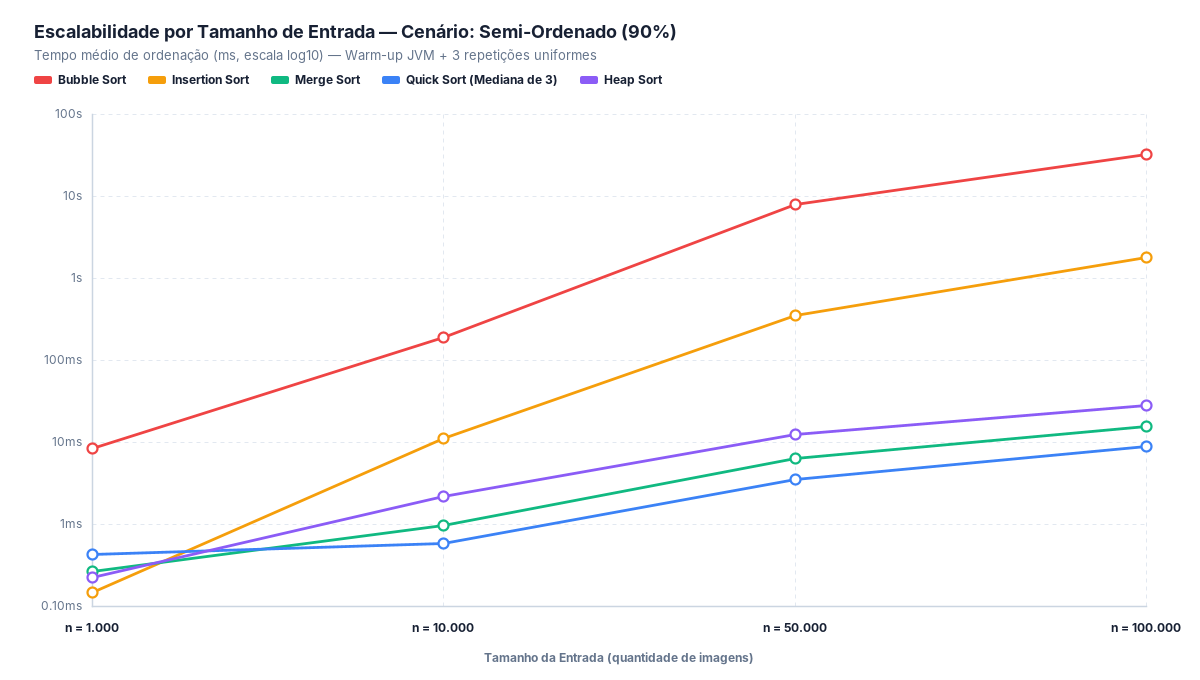 Escalabilidade por Tamanho de Entrada — Cenário: Semi-Ordenado (90%)
Tempo médio de ordenação (ms, escala log10) — Warm-up JVM + 3 repetições uniformes
Bubble Sort Insertion Sort Merge Sort Quick Sort (Mediana de 3) Heap Sort
100s
10s
1s
100ms
10ms
1ms
0.10ms
n = 1.000 n = 10.000 n = 50.000 n = 100.000
Tamanho da Entrada (quantidade de imagens)